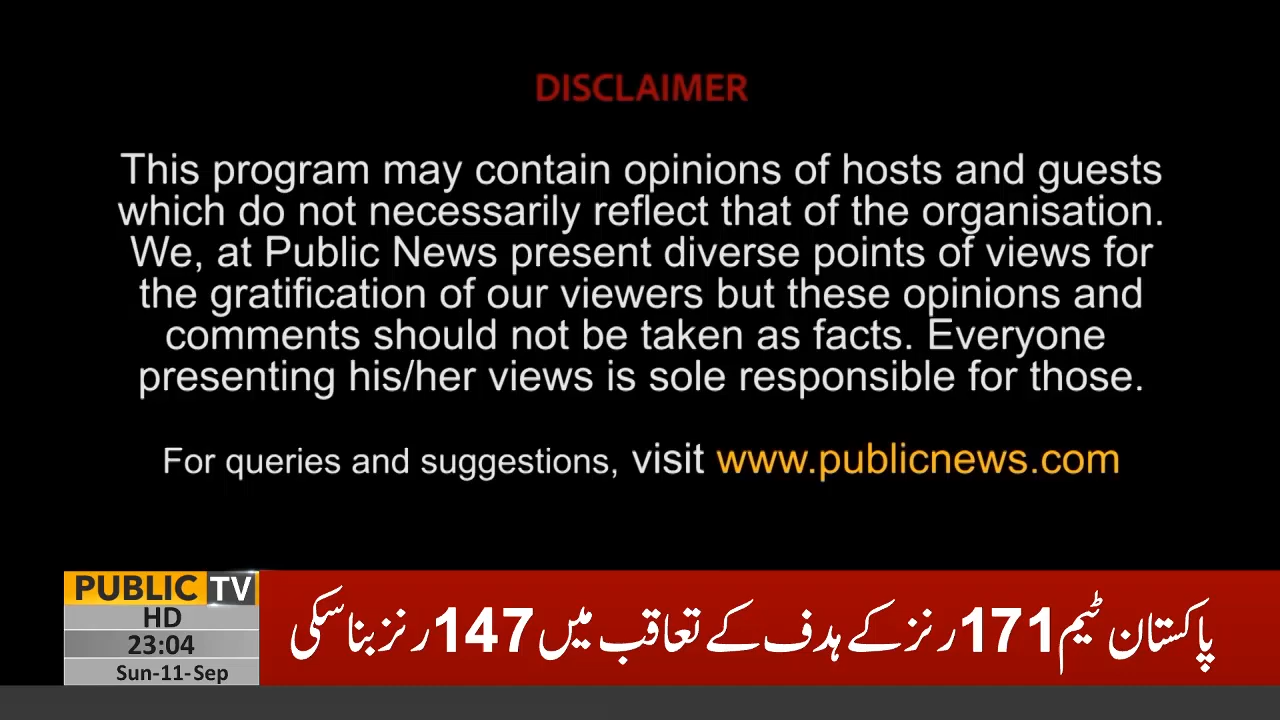 DISCLAIMER
This program may contain opinions of hosts and guests
which do not necessarily reflect that of the organisation.
We, at Public News present diverse points of views for
the gratification of our viewers but these opinions and
comments should not be taken as facts. Everyone
presenting his/her views is sole responsible for those.
For queries and suggestions, visit www.publicnews.com
PUBLIC TV
HD
23:04
Sun-11-Sep
پاکستان ٹیم 171 رنز کے ہدف کے تعاقب میں 147 رنز بنا سکی